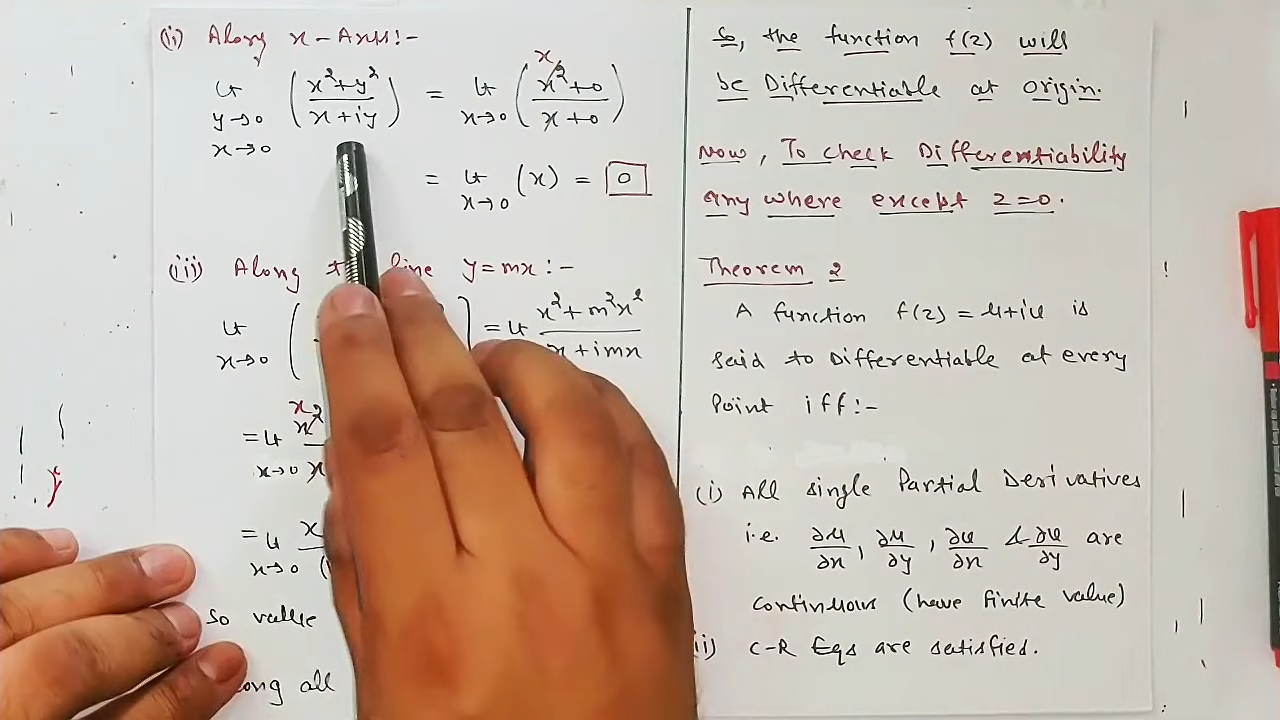 (ii) Along x-Axis:-
Lt y→0 x→0 (x²+y² / x+iy) = Lt x→0 (x²+0 / x+0) x
= Lt x→0 (x) = 0
(iii) Along line y=mx:-
Lt x→0 = Lt x²+m²x² / x+imx
= Lt x→0
= Lt x→0
So value
along all
So, the function f(z) will
be Differentiable at origin.
Now, To check Differentiability
any where except z=0.
Theorem 2
A function f(z) = u+iv is
said to Differentiable at every
Point iff:-
(i) All single Partial Derivatives
i.e. ∂u/∂x, ∂u/∂y, ∂v/∂x & ∂v/∂y are
continuous (have finite value)
ii) C-R Eqs are satisfied.